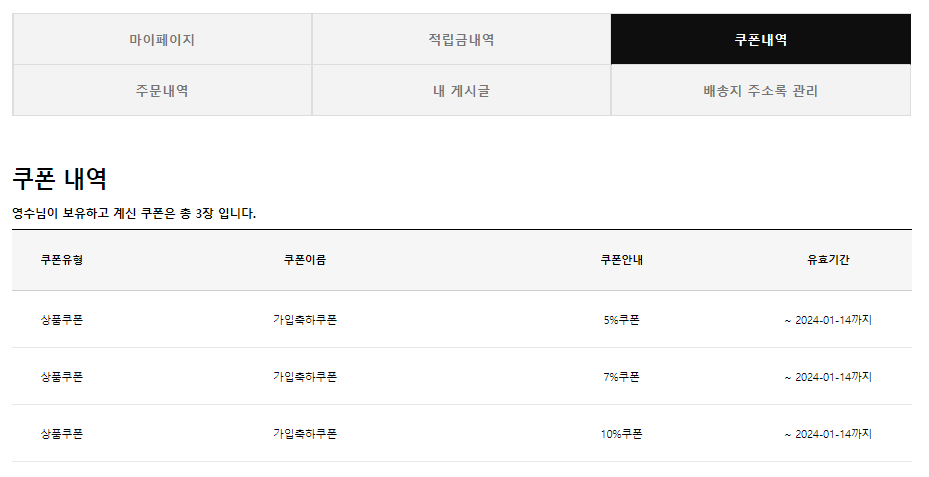 마이페이지 적립금내역 쿠폰내역
주문내역 내 게시글 배송지 주소록 관리
쿠폰 내역
영수님이 보유하고 계신 쿠폰은 총 3장 입니다.
쿠폰유형 쿠폰이름 쿠폰안내 유효기간
상품쿠폰 가입축하쿠폰 5%쿠폰 ~ 2024-01-14까지
상품쿠폰 가입축하쿠폰 7%쿠폰 ~ 2024-01-14까지
상품쿠폰 가입축하쿠폰 10%쿠폰 ~ 2024-01-14까지